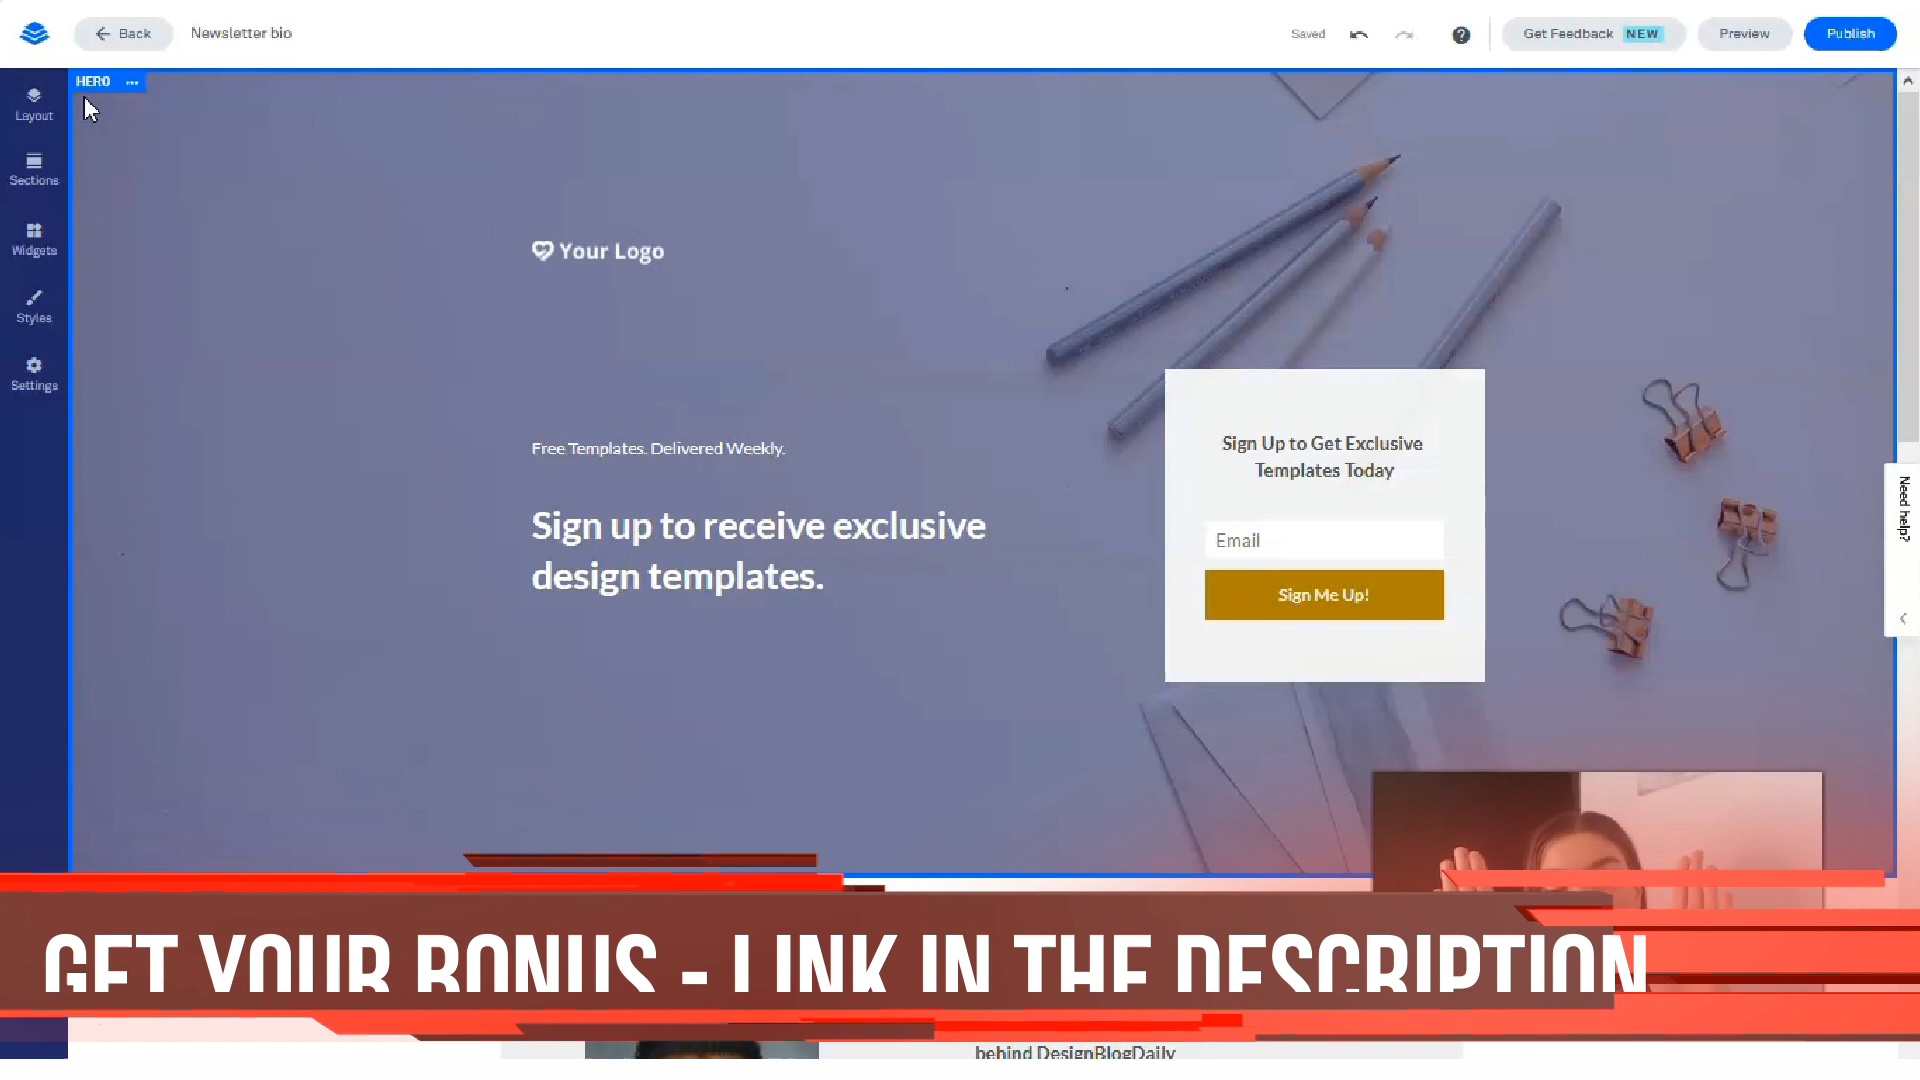 Back
Newsletter bio
Saved
Get Feedback NEW
Preview
Publish
HERO
Layout
Sections
Widgets
Styles
Settings
Your Logo
Free Templates. Delivered Weekly.
Sign up to receive exclusive
design templates.
Sign Up to Get Exclusive
Templates Today
Email
Sign Me Up!
Need help?
GET YOUR BONUS - LINK IN THE DESCRIPTION
behind DesignBlogDaily